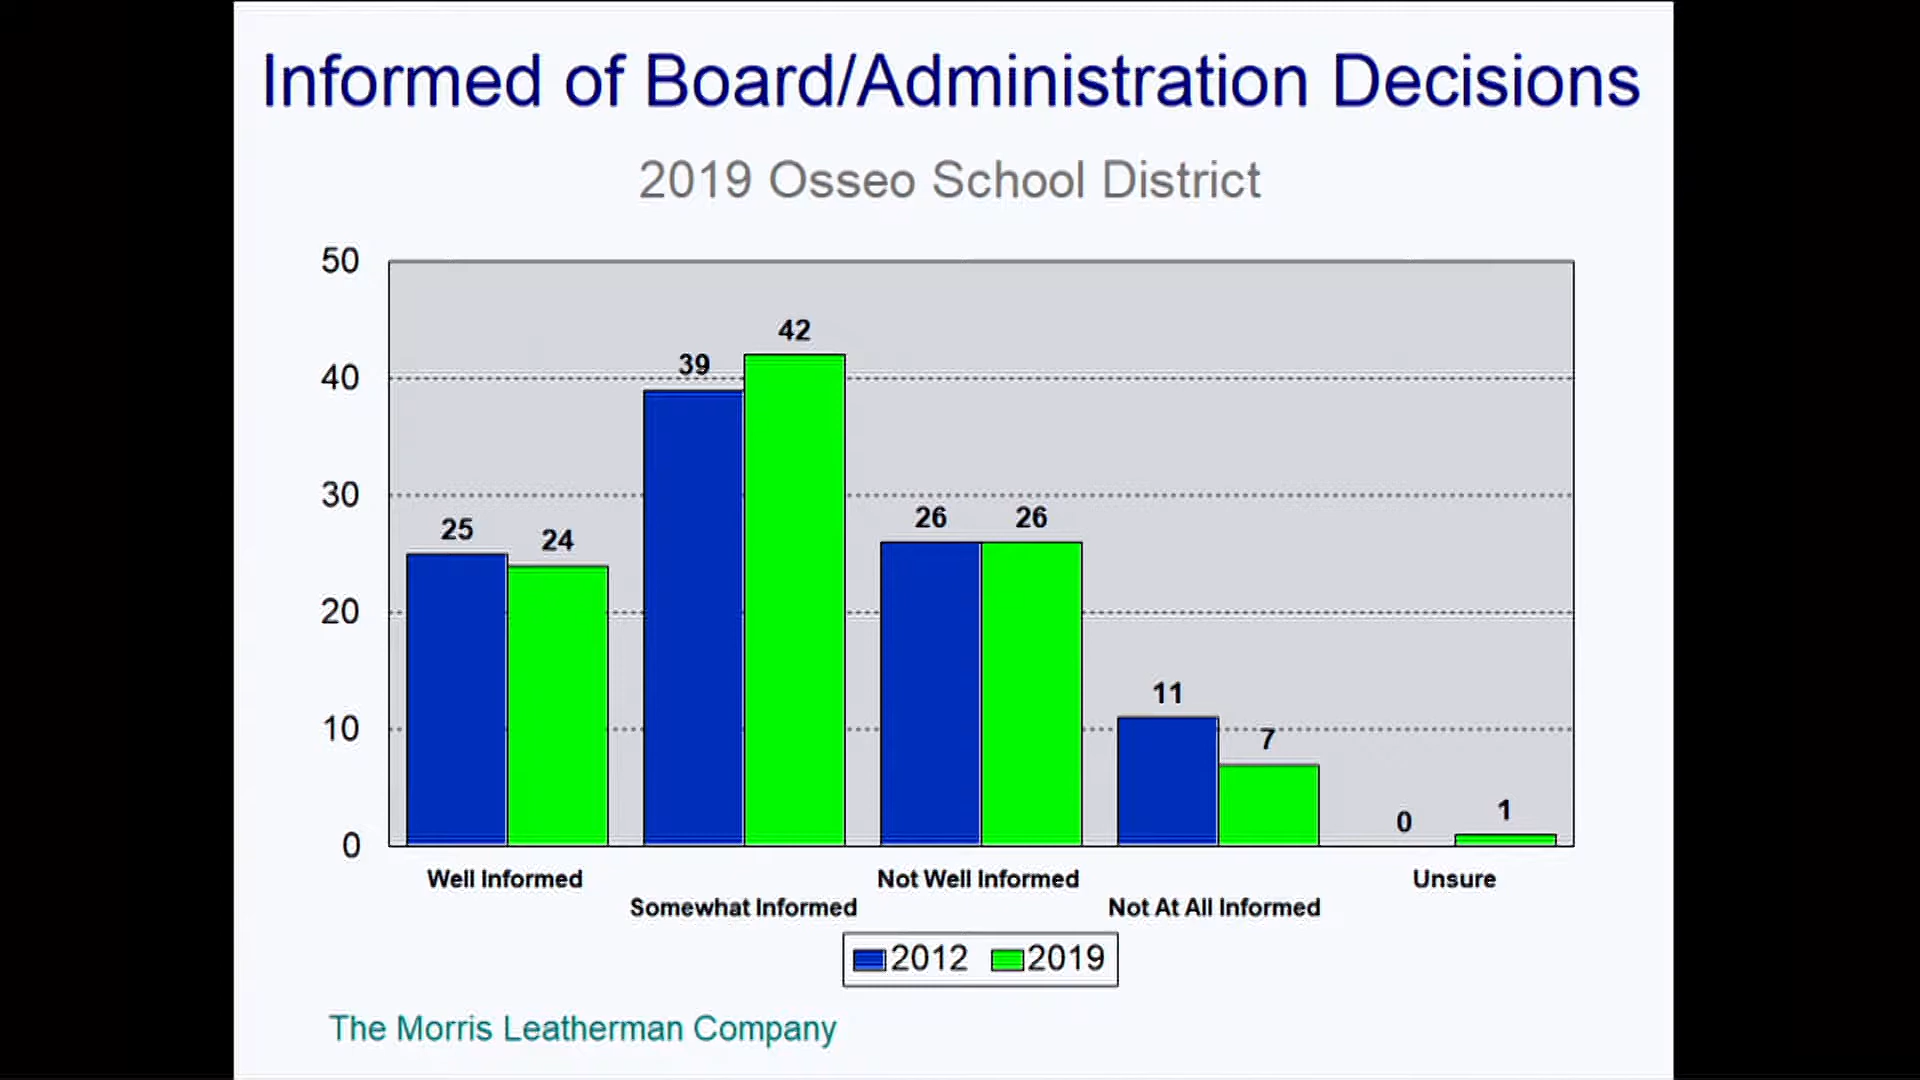 Informed of Board/Administration Decisions
2019 Osseo School District
50
40
30
20
10
0
25
24
39
42
26
26
11
7
0
1
Well Informed
Somewhat Informed
Not Well Informed
Not At All Informed
Unsure
2012 2019
The Morris Leatherman Company